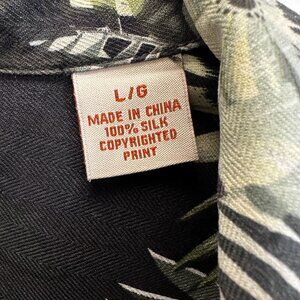 L/G
MADE IN CHINA
100% SILK
COPYRIGHTED
PRINT